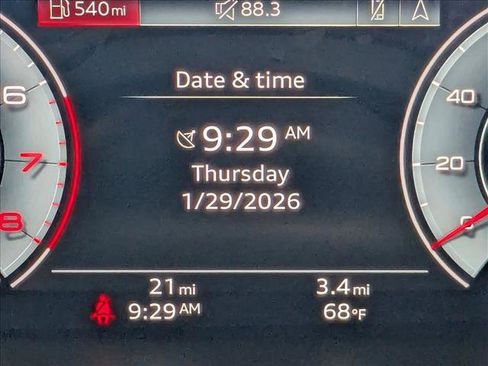 540 mi
88.3
Date & time
9:29 AM
Thursday
1/29/2026
6
7
8
40
20
21 mi
3.4 mi
9:29 AM
68°F